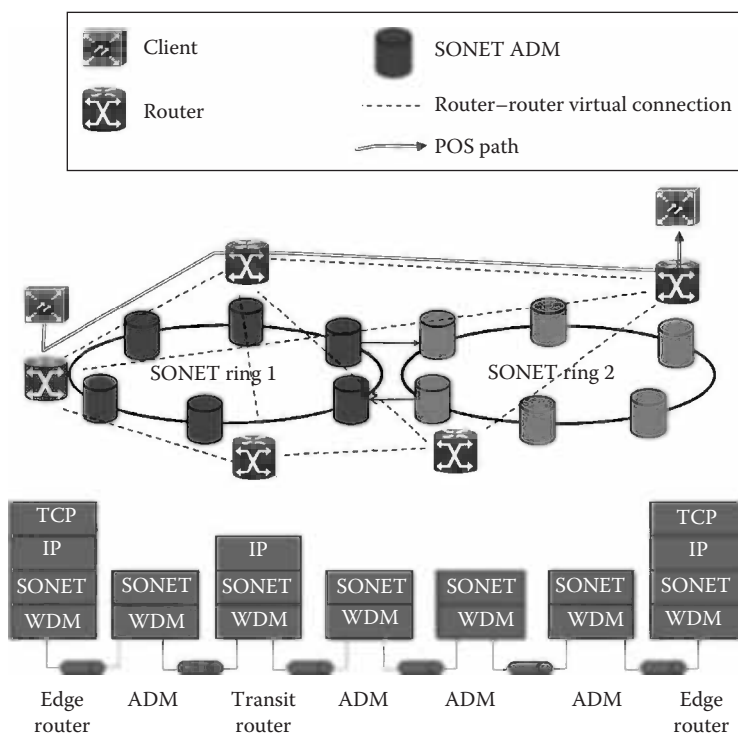 Client
SONET ADM
Router
Router–router virtual connection
POS path
SONET ring 1
SONET ring 2
TCP
IP
SONET
WDM
SONET
WDM
IP
SONET
WDM
SONET
WDM
SONET
WDM
SONET
WDM
TCP
IP
SONET
WDM
Edge
router
ADM
Transit
router
ADM
ADM
ADM
Edge
router